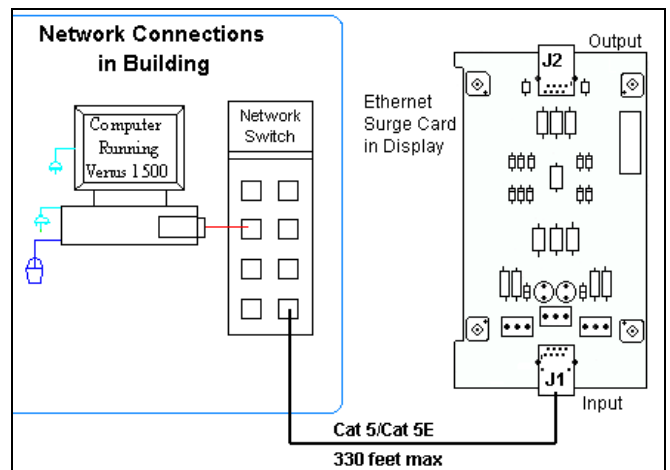 Network Connections
in Building
Computer
Running
Venus 1500
Network
Switch
Ethernet
Surge Card
in Display
J2
Output
J1
Input
Cat 5/Cat 5E
330 feet max